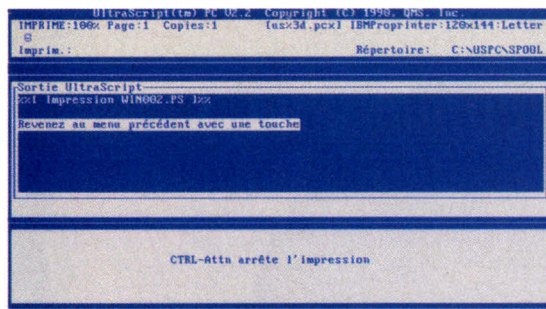 UltraScript(tm) PC V2.2 Copyright (C) 1990, QMS, Inc.
IMPRIME:100% Page:1 Copies:1 [us%3d.pcx] IBMProprinter:120x144:Letter
Imprim.: Répertoire: C:\USPC\SPOOL
Sortie UltraScript
%%[ Impression WIN002.PS ]%%
Revenez au menu précédent avec une touche
CTRL-Attn arrête l'impression